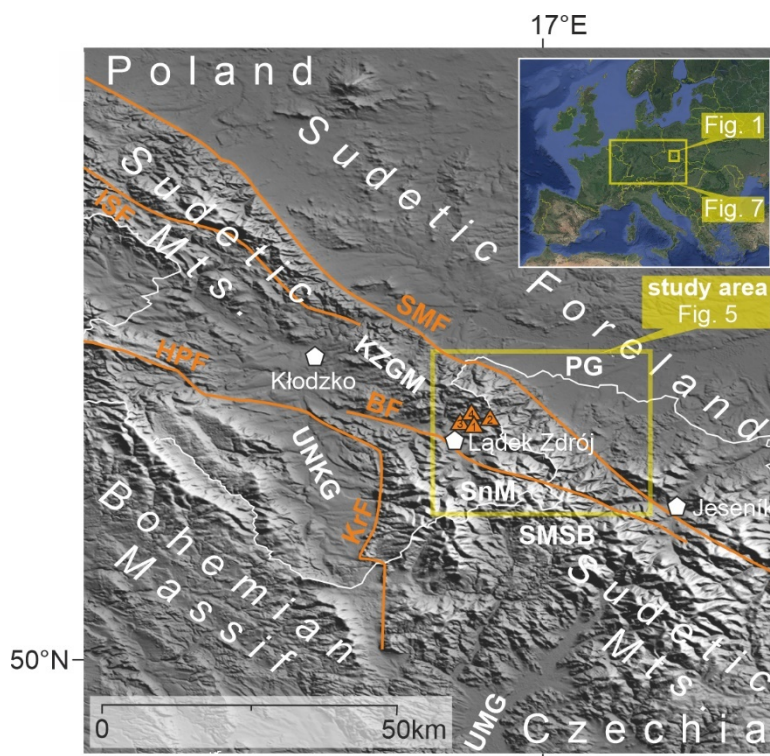 17°E
Poland
Sudetic Foreland
Fig. 1
Fig. 7
Sudetic
Mts.
ISF
study area
Fig. 5
SMF
HPF
Kłodzko
KZGM
PG
BF
Lądek Zdrój
UNKG
SnM
Jesenik
KrF
SMSB
Bohemian
Massif
Sudetic
Mts.
50°N
0
50km
UMG
Czechia